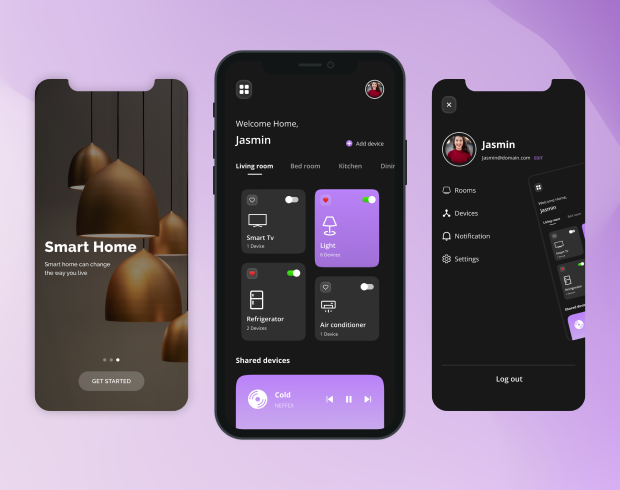 Smart Home
Smart home can change
the way you live
GET STARTED
Welcome Home,
Jasmin
Add device
Living room Bed room Kitchen Dinir
Smart Tv
1 Device
Light
0 Devices
Refrigerator
2 Devices
Air conditioner
1 Device
Shared devices
Cold
NEFFEX
Jasmin
Jasmin@domain.com EDIT
Rooms
Devices
Notification
Settings
Log out
Welcome Home,
Jasmin
Living room Bed room
Smart Tv
1 Device
Refrigerator
2 Devices